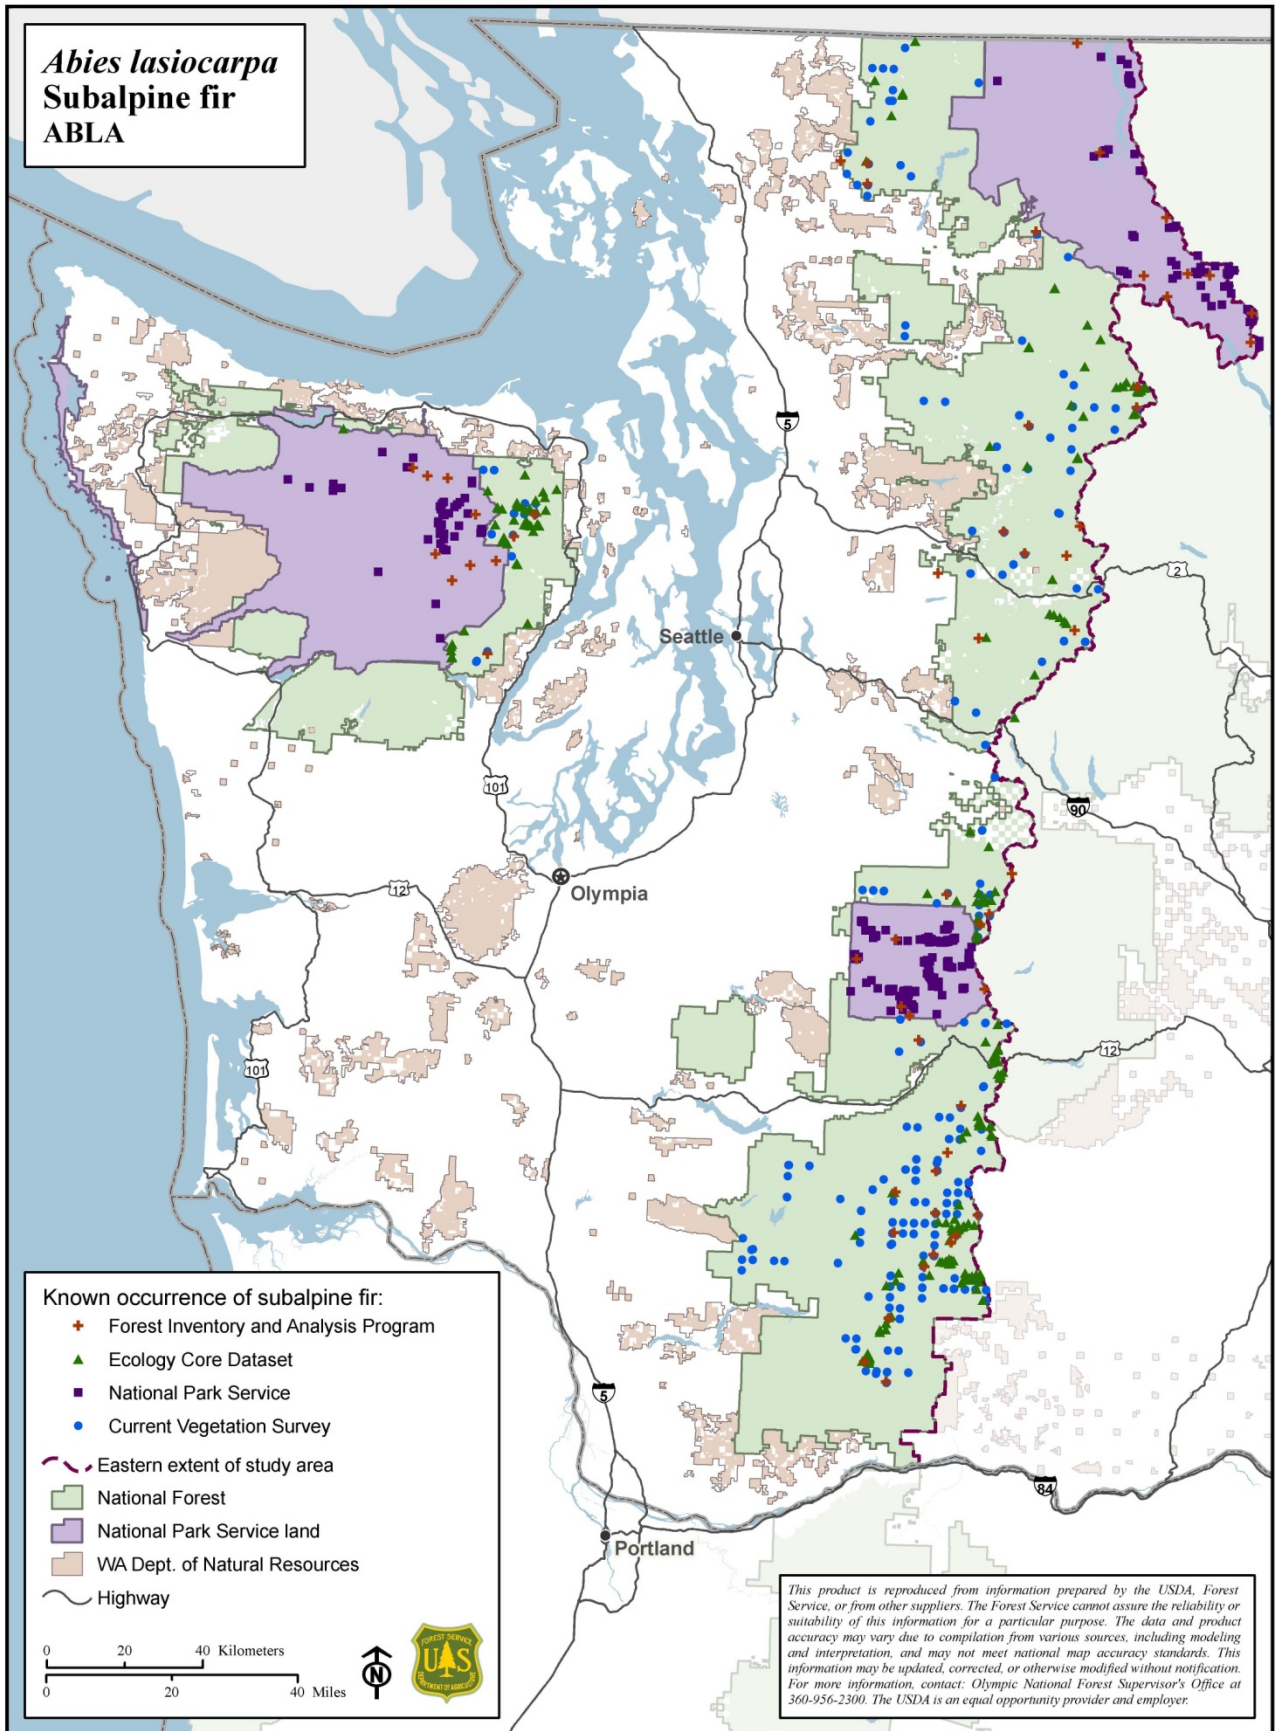 Abies lasiocarpa
Subalpine fir
ABLA
5
2
Seattle
101
90
12
Olympia
101
12
Known occurrence of subalpine fir:
Forest Inventory and Analysis Program
Ecology Core Dataset
National Park Service
Current Vegetation Survey
Eastern extent of study area
National Forest
National Park Service land
WA Dept. of Natural Resources
Highway
0 20 40 Kilometers
0 20 40 Miles
N
FOREST SERVICE
U S
DEPARTMENT OF AGRICULTURE
5
84
Portland
This product is reproduced from information prepared by the USDA, Forest
Service, or from other suppliers. The Forest Service cannot assure the reliability or
suitability of this information for a particular purpose. The data and product
accuracy may vary due to compilation from various sources, including modeling
and interpretation, and may not meet national map accuracy standards. This
information may be updated, corrected, or otherwise modified without notification.
For more information, contact: Olympic National Forest Supervisor's Office at
360-956-2300. The USDA is an equal opportunity provider and employer.